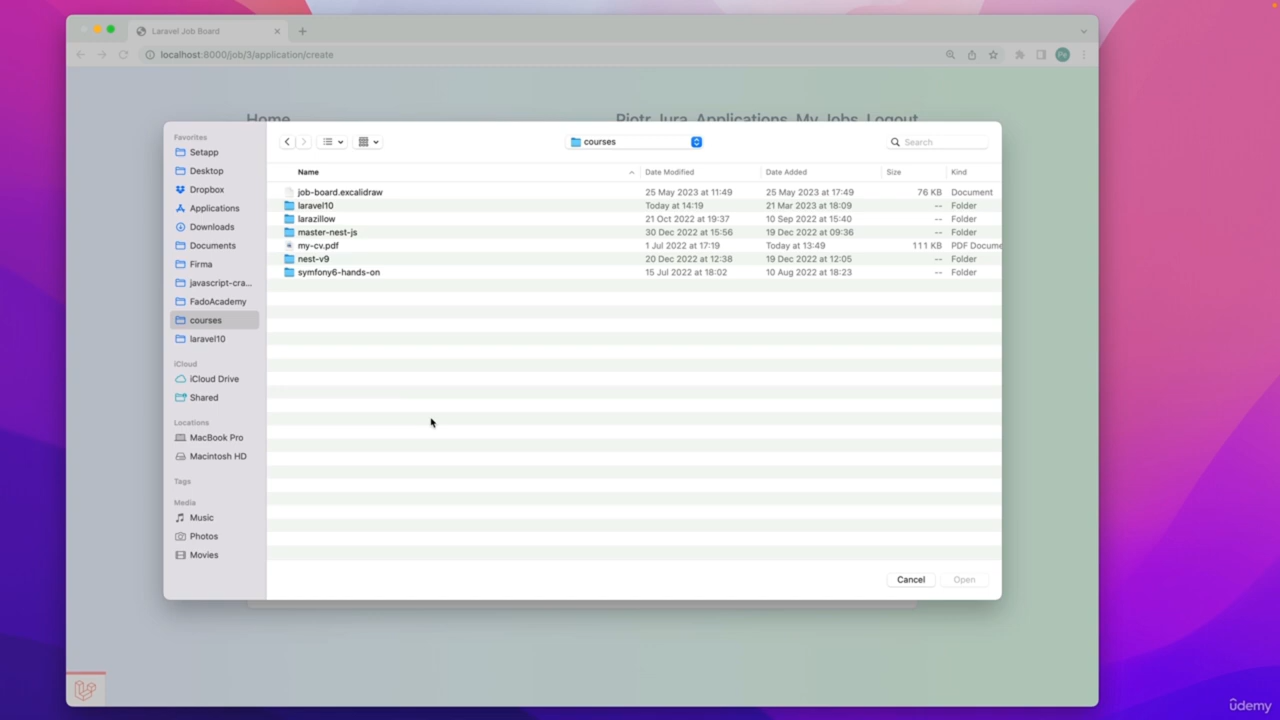 Laravel Job Board
localhost:8000/job/3/application/create
Home
Piotr Jura Applications My Jobs Logout
Favorites
Setapp
Desktop
Dropbox
Applications
Downloads
Documents
Firma
javascript-cra...
FadoAcademy
courses
laravel10
iCloud
iCloud Drive
Shared
Locations
MacBook Pro
Macintosh HD
Tags
Media
Music
Photos
Movies
courses
Search
Name Date Modified Date Added Size Kind
job-board.excalidraw 25 May 2023 at 11:49 25 May 2023 at 17:49 76 KB Document
laravel10 Today at 14:19 21 Mar 2023 at 18:09 -- Folder
larazillow 21 Oct 2022 at 19:37 10 Sep 2022 at 15:40 -- Folder
master-nest-js 30 Dec 2022 at 15:56 19 Dec 2022 at 09:36 -- Folder
my-cv.pdf 1 Jul 2022 at 17:19 Today at 13:49 111 KB PDF Docume
nest-v9 20 Dec 2022 at 12:38 19 Dec 2022 at 12:05 -- Folder
symfony6-hands-on 15 Jul 2022 at 18:02 10 Aug 2022 at 18:23 -- Folder
Cancel Open
udemy